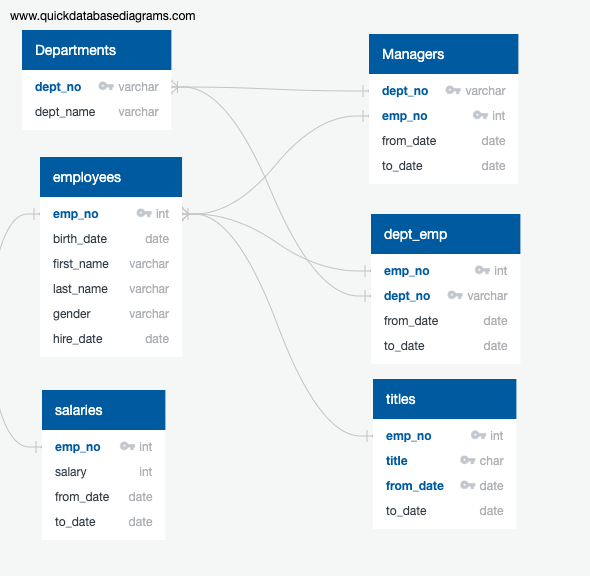 www.quickdatabasediagrams.com
Departments
dept_no varchar
dept_name varchar
employees
emp_no int
birth_date date
first_name varchar
last_name varchar
gender varchar
hire_date date
salaries
emp_no int
salary int
from_date date
to_date date
Managers
dept_no varchar
emp_no int
from_date date
to_date date
dept_emp
emp_no int
dept_no varchar
from_date date
to_date date
titles
emp_no int
title char
from_date date
to_date date